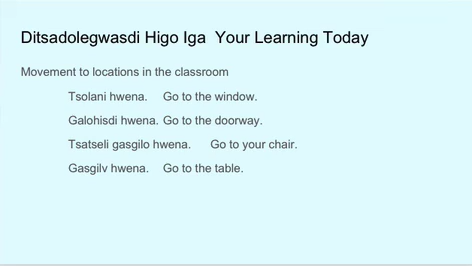 Ditsadolegwasdi Higo Iga  Your Learning Today
Movement to locations in the classroom
Tsolani hwena.    Go to the window.
Galohisdi hwena. Go to the doorway.
Tsatseli gasgilo hwena.    Go to your chair.
Gasgilv hwena.    Go to the table.